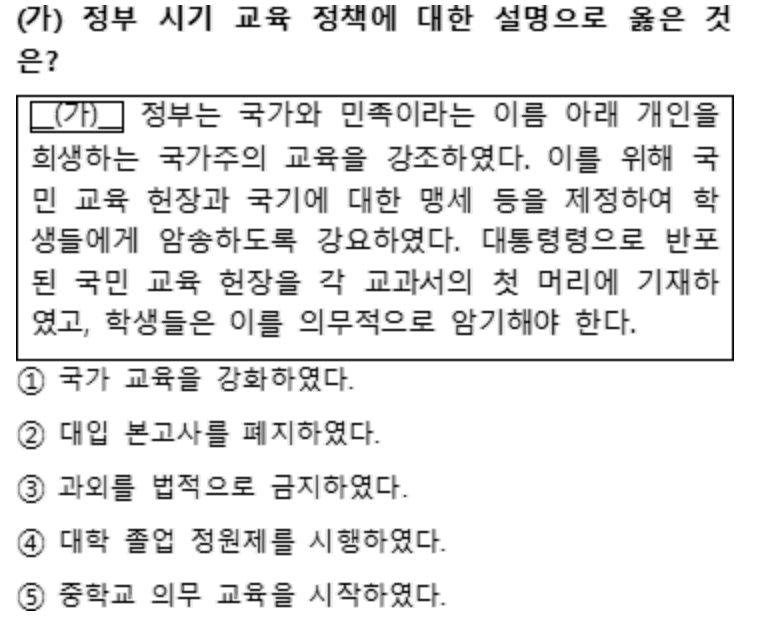 (가) 정부 시기 교육 정책에 대한 설명으로 옳은 것
은?
_(가)_ 정부는 국가와 민족이라는 이름 아래 개인을
희생하는 국가주의 교육을 강조하였다. 이를 위해 국
민 교육 헌장과 국기에 대한 맹세 등을 제정하여 학
생들에게 암송하도록 강요하였다. 대통령령으로 반포
된 국민 교육 헌장을 각 교과서의 첫 머리에 기재하
였고, 학생들은 이를 의무적으로 암기해야 한다.
① 국가 교육을 강화하였다.
② 대입 본고사를 폐지하였다.
③ 과외를 법적으로 금지하였다.
④ 대학 졸업 정원제를 시행하였다.
⑤ 중학교 의무 교육을 시작하였다.